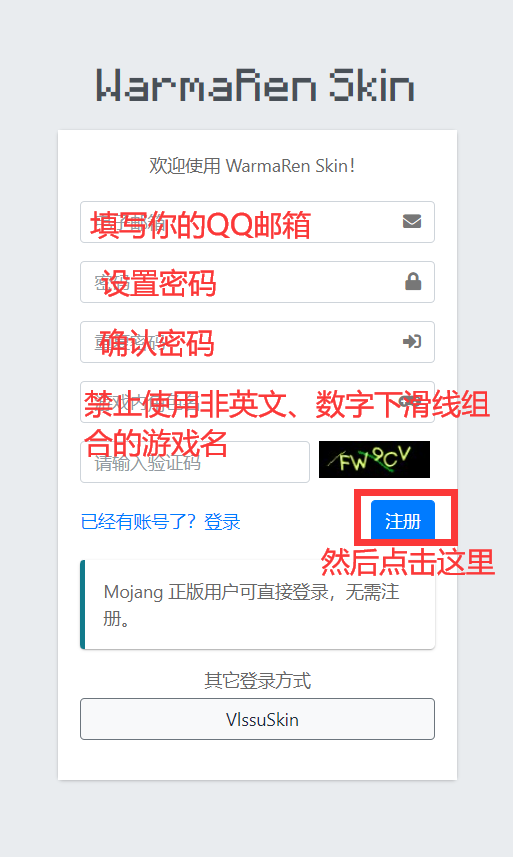 WarmaRen Skin
欢迎使用 WarmaRen Skin!
填写你的QQ邮箱
设置密码
确认密码
禁止使用非英文、数字下滑线组
合的游戏名
请输入验证码
FW9CV
已经有账号了？登录
注册
然后点击这里
Mojang 正版用户可直接登录，无需注
册。
其它登录方式
VlssuSkin